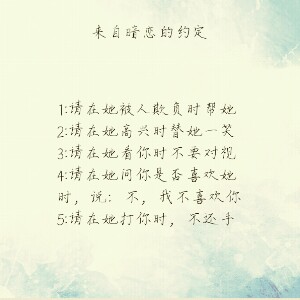 来自暗恋的约定
1:请在她被人欺负时帮她
2:请在她高兴时替她一笑
3:请在她看你时不要对视
4:请在她问你是否喜欢她
时，说：不，我不喜欢你
5:请在她打你时，不还手